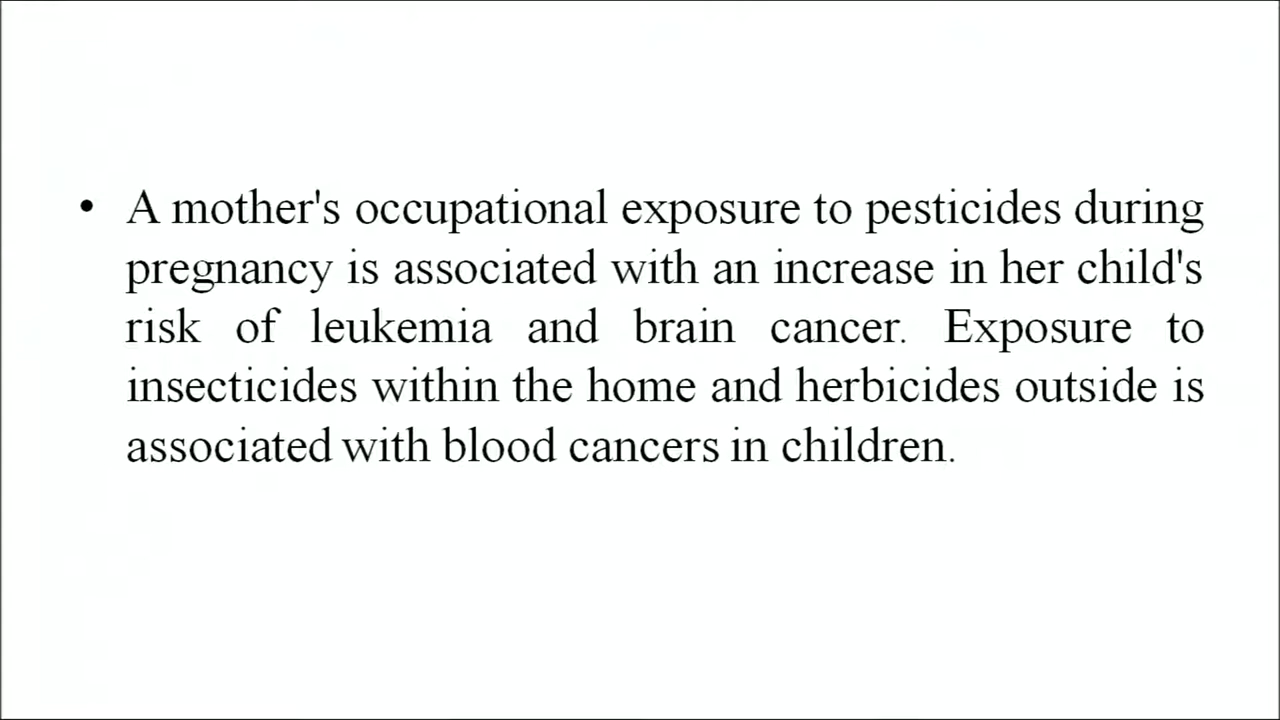 • A mother's occupational exposure to pesticides during
pregnancy is associated with an increase in her child's
risk of leukemia and brain cancer. Exposure to
insecticides within the home and herbicides outside is
associated with blood cancers in children.